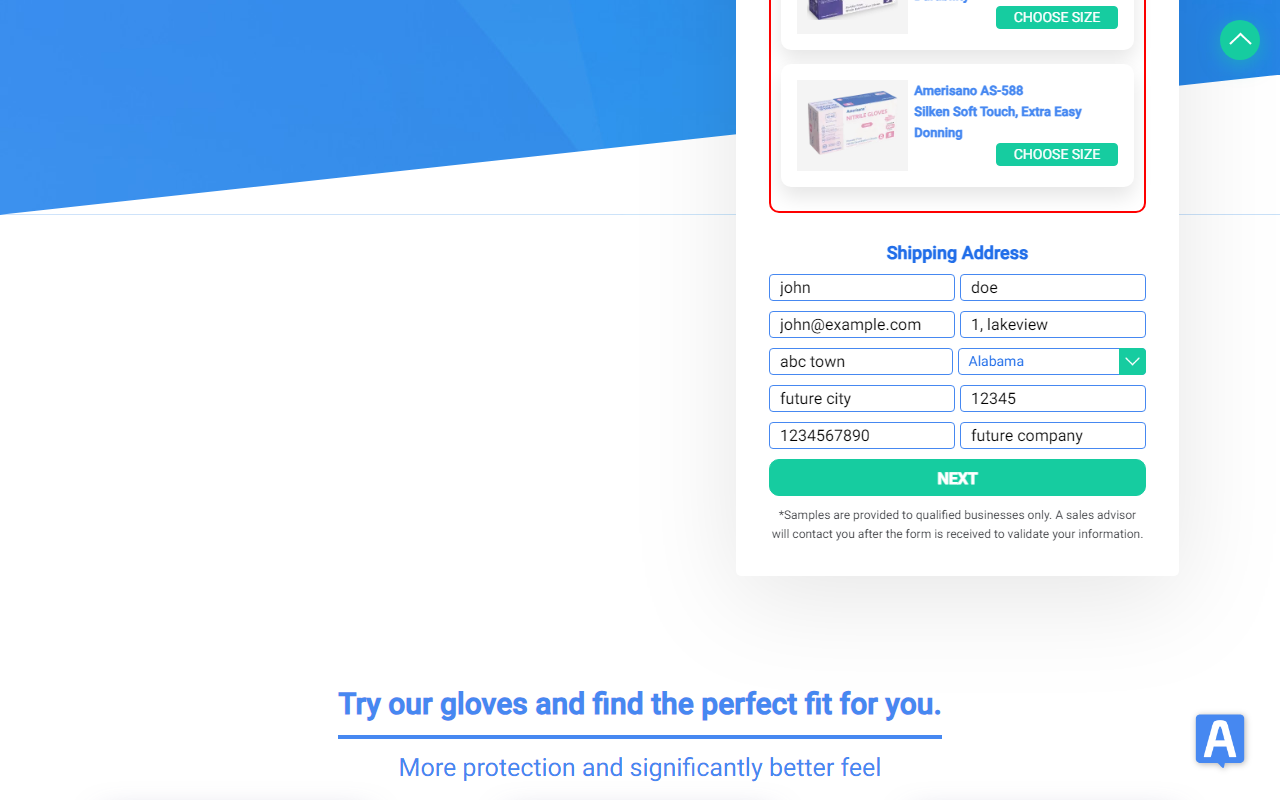 CHOOSE SIZE
Amerisano AS-588
Silken Soft Touch, Extra Easy
Donning
NITRILE GLOVES
CHOOSE SIZE
Shipping Address
john doe
john@example.com 1, lakeview
abc town Alabama
future city 12345
1234567890 future company
NEXT
*Samples are provided to qualified businesses only. A sales advisor
will contact you after the form is received to validate your information.
Try our gloves and find the perfect fit for you.
More protection and significantly better feel
A